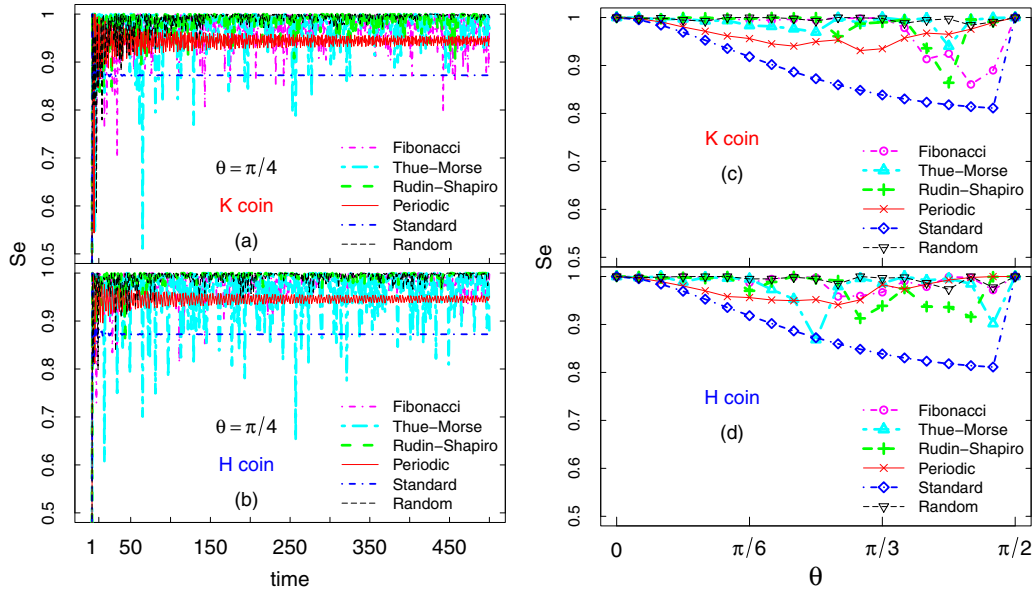 Se
1
0.9
0.8
0.7
0.6
0.5
θ = π/4
K coin
(a)
Fibonacci
Thue−Morse
Rudin−Shapiro
Periodic
Standard
Random
1
0.9
0.8
0.7
0.6
0.5
θ = π/4
H coin
(b)
Fibonacci
Thue−Morse
Rudin−Shapiro
Periodic
Standard
Random
1 50 150 250 350 450
time
Se
1
0.9
0.8
0.7
0.6
0.5
K coin
(c)
Fibonacci
Thue−Morse
Rudin−Shapiro
Periodic
Standard
Random
1
0.9
0.8
0.7
0.6
0.5
H coin
(d)
Fibonacci
Thue−Morse
Rudin−Shapiro
Periodic
Standard
Random
0 π/6 π/3 π/2
θ